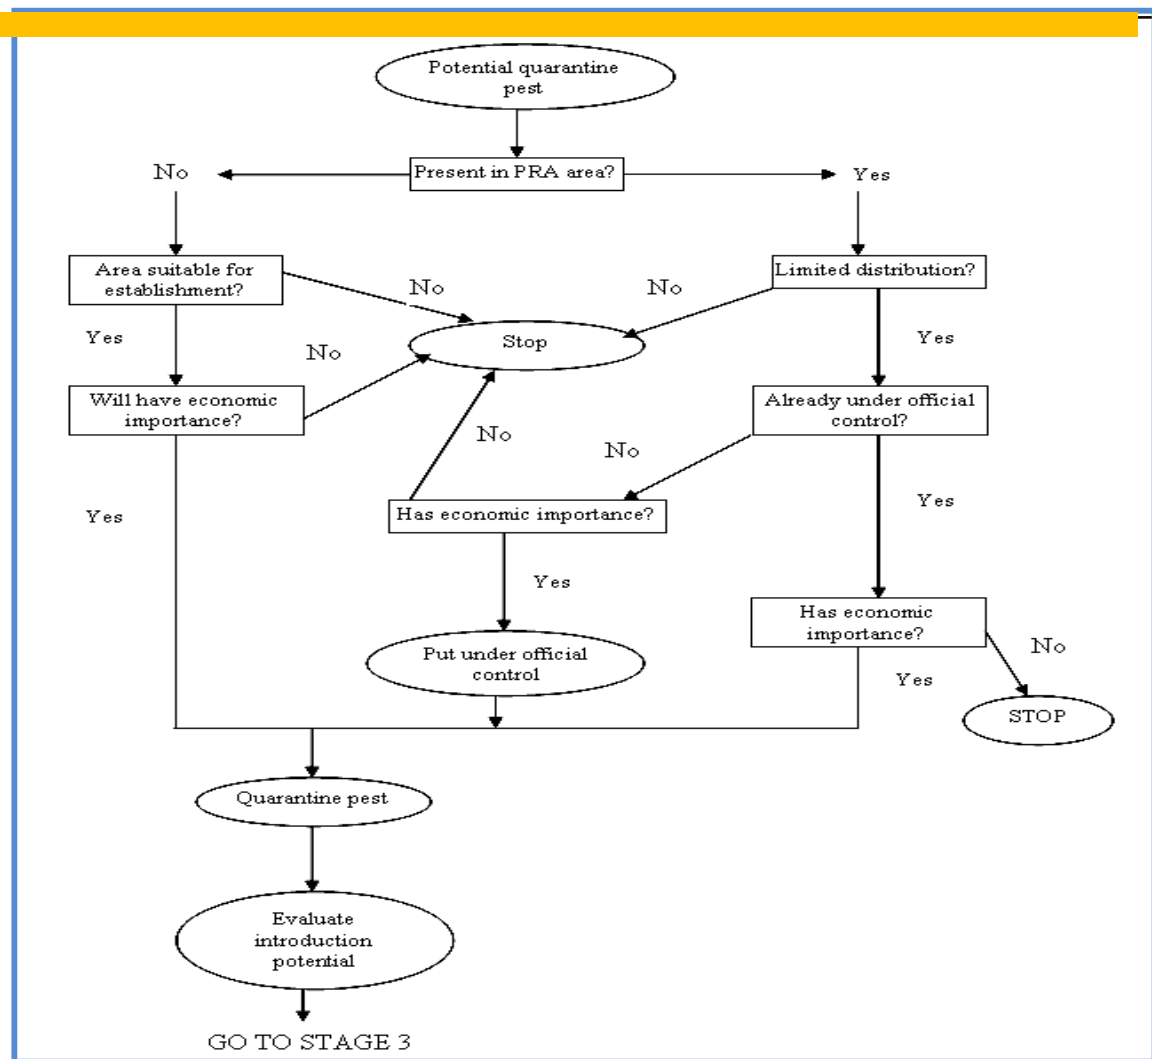 Potential quarantine
pest
No
Present in PRA area?
Yes
Area suitable for
establishment?
No
No
Limited distribution?
Yes
No
Stop
Yes
Will have economic
importance?
No
No
Already under official
control?
Yes
Has economic importance?
Yes
Yes
Has economic
importance?
No
Put under official
control
Yes
STOP
Quarantine pest
Evaluate
introduction
potential
GO TO STAGE 3